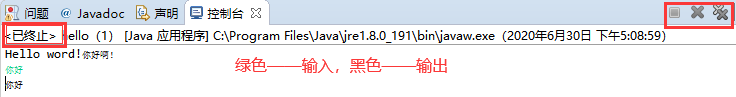 问题 @ Javadoc 声明 控制台
<已终止> Hello (1) [Java 应用程序] C:\Program Files\Java\jre1.8.0_191\bin\javaw.exe (2020年6月30日 下午5:08:59)
Hello word!你好啊!
你好
你好
绿色——输入，黑色——输出